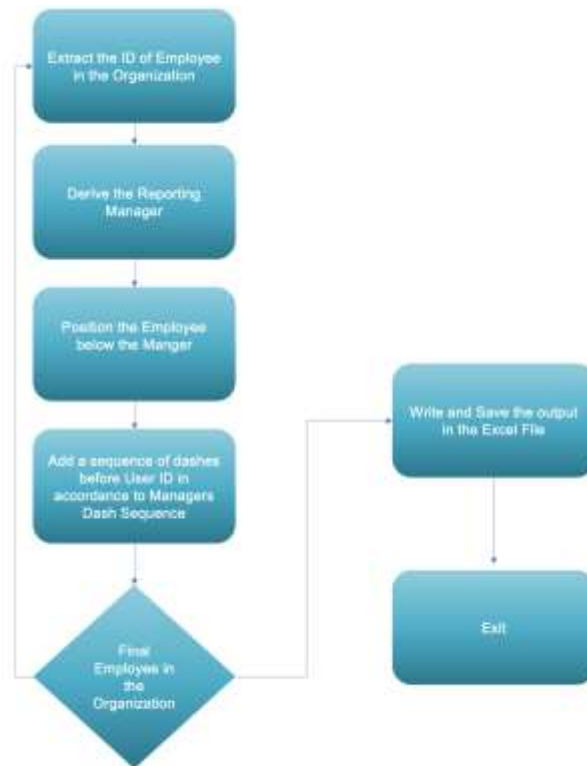 Extract the ID of Employee
in the Organization
Derive the Reporting
Manager
Position the Employee
below the Manger
Add a sequence of dashes
before User ID in
accordance to Managers
Dash Sequence
Final
Employee in
the
Organization
Write and Save the output
in the Excel File
Exit